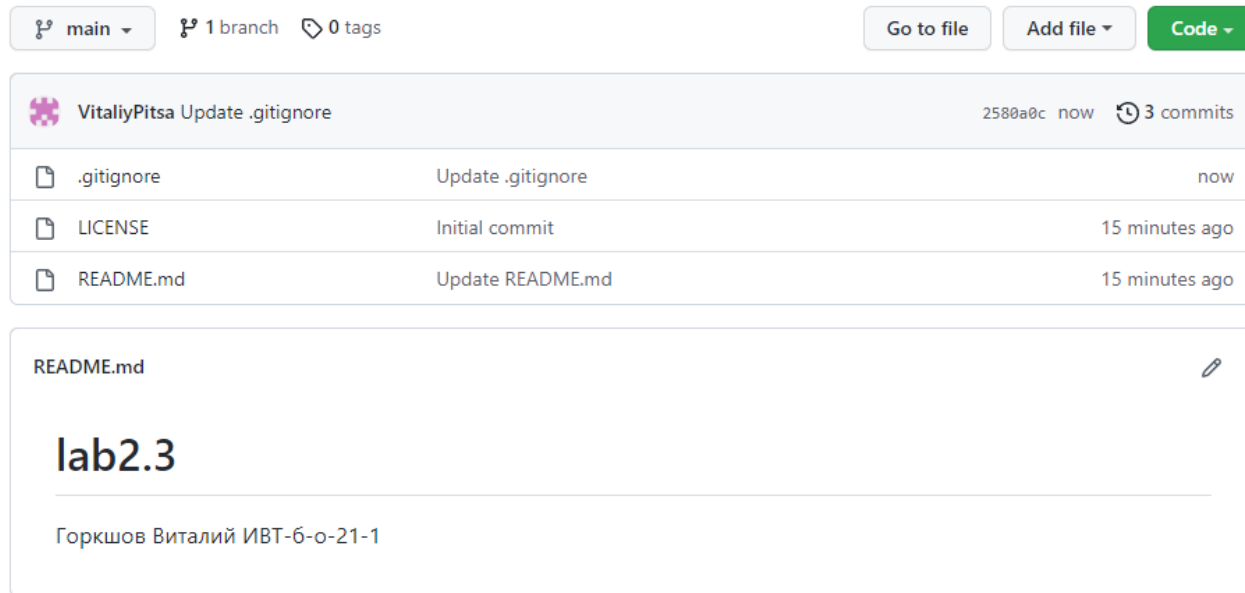 main 1 branch 0 tags Go to file Add file Code
VitaliyPitsa Update .gitignore 2580a0c now 3 commits
.gitignore Update .gitignore now
LICENSE Initial commit 15 minutes ago
README.md Update README.md 15 minutes ago
README.md
lab2.3
Горкшов Виталий ИВТ-б-о-21-1